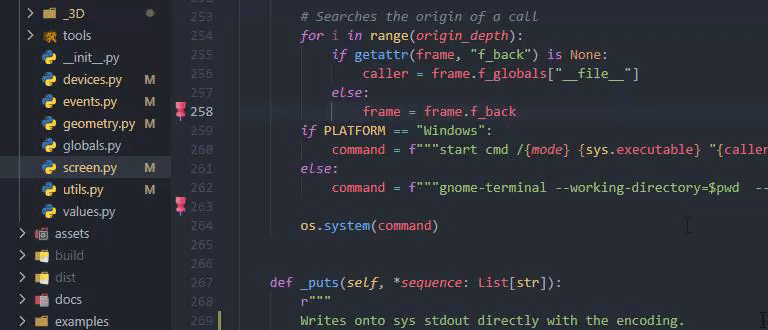 _3D
tools
__init__.py
devices.py M
events.py M
geometry.py M
globals.py
screen.py M
utils.py M
values.py
assets
build
dist
docs
examples
253 # Searches the origin of a call
254 for i in range(origin_depth):
255 if getattr(frame, "f_back") is None:
256 caller = frame.f_globals["__file__"]
257 else:
258 frame = frame.f_back
259 if PLATFORM == "Windows":
260 command = f"""start cmd /{mode} {sys.executable} "{caller
261 else:
262 command = f"""gnome-terminal --working-directory=$pwd --
263
264 os.system(command)
265
266
267 def _puts(self, *sequence: List[str]):
268 r"""
269 Writes onto sys stdout directly with the encoding.